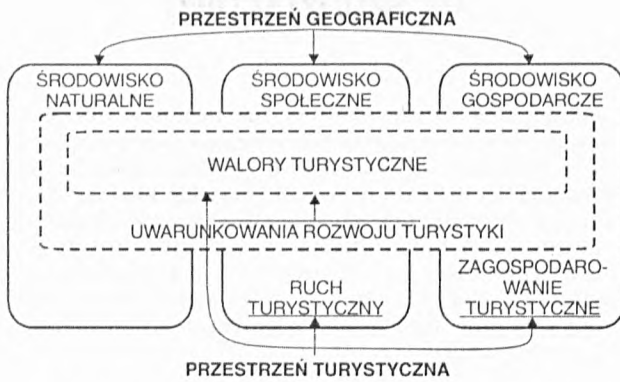 PRZESTRZEŃ GEOGRAFICZNA
ŚRODOWISKO
NATURALNE
ŚRODOWISKO
SPOŁECZNE
ŚRODOWISKO
GOSPODARCZE
WALORY TURYSTYCZNE
UWARUNKOWANIA ROZWOJU TURYSTYKI
RUCH
TURYSTYCZNY
ZAGOSPODARO-
WANIE
TURYSTYCZNE
PRZESTRZEŃ TURYSTYCZNA